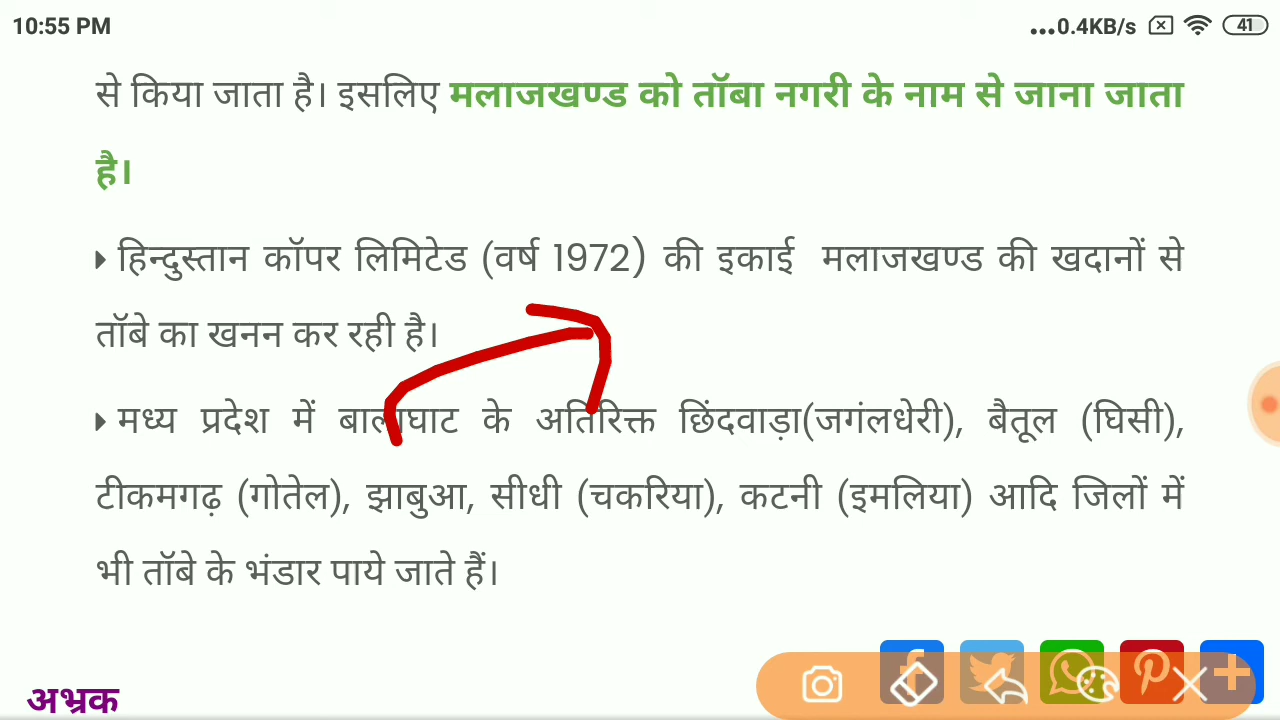 10:55 PM
...0.4KB/s
41
से किया जाता है। इसलिए मलाजखण्ड को तॉबा नगरी के नाम से जाना जाता
है।
हिन्दुस्तान कॉपर लिमिटेड (वर्ष 1972) की इकाई मलाजखण्ड की खदानों से
तॉबे का खनन कर रही है।
मध्य प्रदेश में बालाघाट के अतिरिक्त छिंदवाड़ा(जगंलधेरी), बैतूल (घिसी),
टीकमगढ़ (गोतेल), झाबुआ, सीधी (चकरिया), कटनी (इमलिया) आदि जिलों में
भी तॉबे के भंडार पाये जाते हैं।
अभ्रक